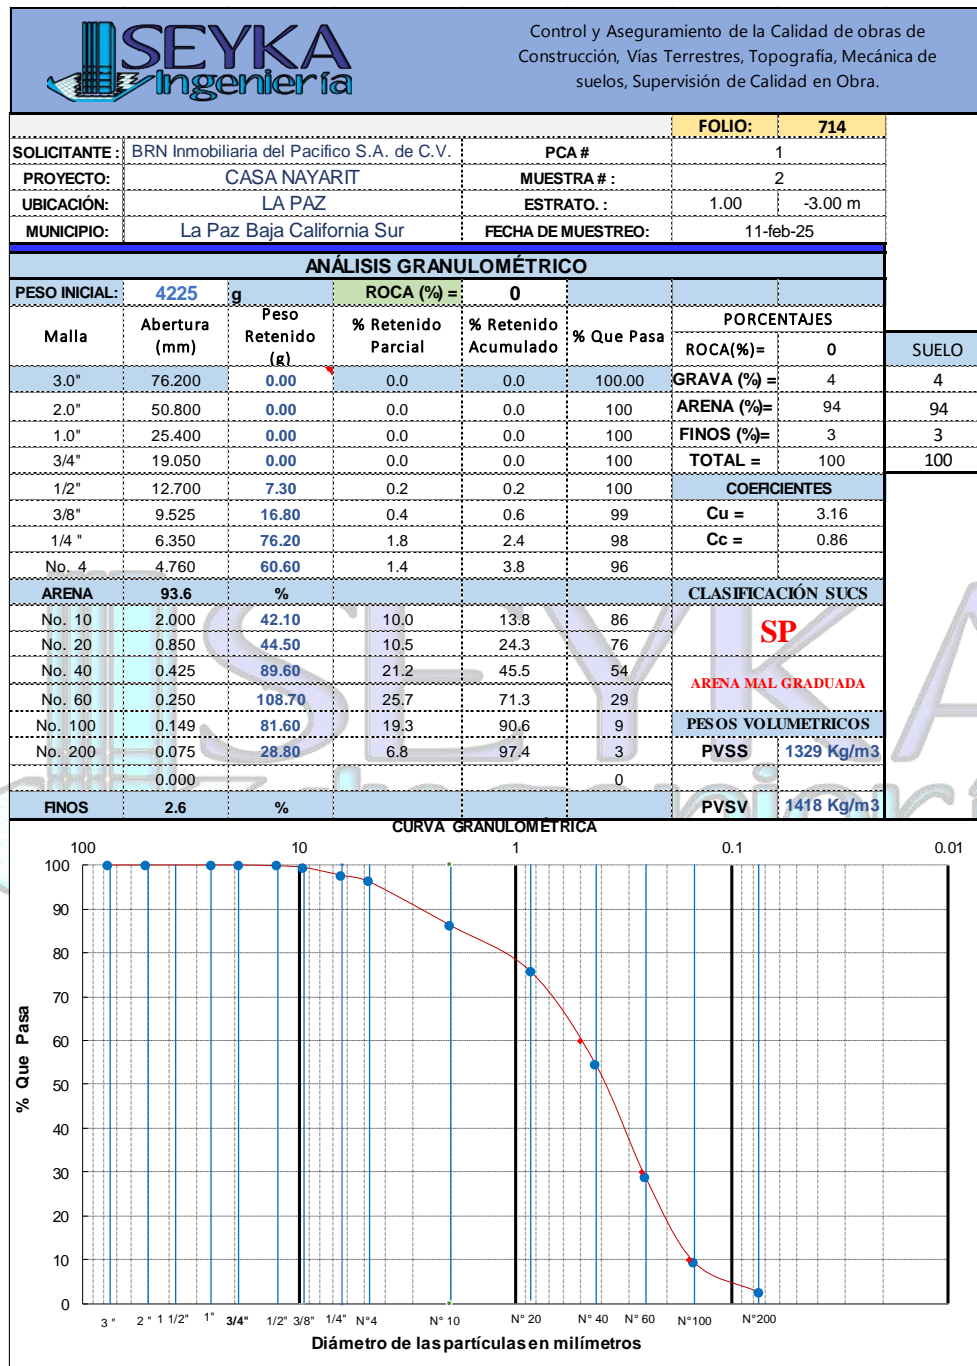 SEYKA
Ingeniería
Control y Aseguramiento de la Calidad de obras de
Construcción, Vías Terrestres, Topografía, Mecánica de
suelos, Supervisión de Calidad en Obra.
FOLIO: 714
SOLICITANTE : BRN Inmobiliaria del Pacifico S.A. de C.V. PCA # 1
PROYECTO: CASA NAYARIT MUESTRA # : 2
UBICACIÓN: LA PAZ ESTRATO. : 1.00 -3.00 m
MUNICIPIO: La Paz Baja California Sur FECHA DE MUESTREO: 11-feb-25
ANÁLISIS GRANULOMÉTRICO
PESO INICIAL: 4225 g ROCA (%) = 0
Malla Abertura (mm) Peso Retenido (g) % Retenido Parcial % Retenido Acumulado % Que Pasa PORCENTAJES
ROCA(%)= 0 SUELO
3.0" 76.200 0.00 0.0 0.0 100.00 GRAVA (%) = 4 4
2.0" 50.800 0.00 0.0 0.0 100 ARENA (%)= 94 94
1.0" 25.400 0.00 0.0 0.0 100 FINOS (%)= 3 3
3/4" 19.050 0.00 0.0 0.0 100 TOTAL = 100 100
1/2" 12.700 7.30 0.2 0.2 100 COEFICIENTES
3/8" 9.525 16.80 0.4 0.6 99 Cu = 3.16
1/4 " 6.350 76.20 1.8 2.4 98 Cc = 0.86
No. 4 4.760 60.60 1.4 3.8 96
ARENA 93.6 % CLASIFICACIÓN SUCS
No. 10 2.000 42.10 10.0 13.8 86 SP
No. 20 0.850 44.50 10.5 24.3 76
No. 40 0.425 89.60 21.2 45.5 54 ARENA MAL GRADUADA
No. 60 0.250 108.70 25.7 71.3 29
No. 100 0.149 81.60 19.3 90.6 9 PESOS VOLUMETRICOS
No. 200 0.075 28.80 6.8 97.4 3 PVSS 1329 Kg/m3
0.000 0
FINOS 2.6 % PVSV 1418 Kg/m3
SEYKA
Ingeniería
CURVA GRANULOMÉTRICA
100 10 1 0.1 0.01
100
90
80
70
60
50
40
30
20
10
0
% Que Pasa
3 " 2 " 1 1/2" 1" 3/4" 1/2" 3/8" 1/4" N°4 N° 10 N° 20 N° 40 N° 60 N°100 N°200
Diámetro de las partículas en milímetros